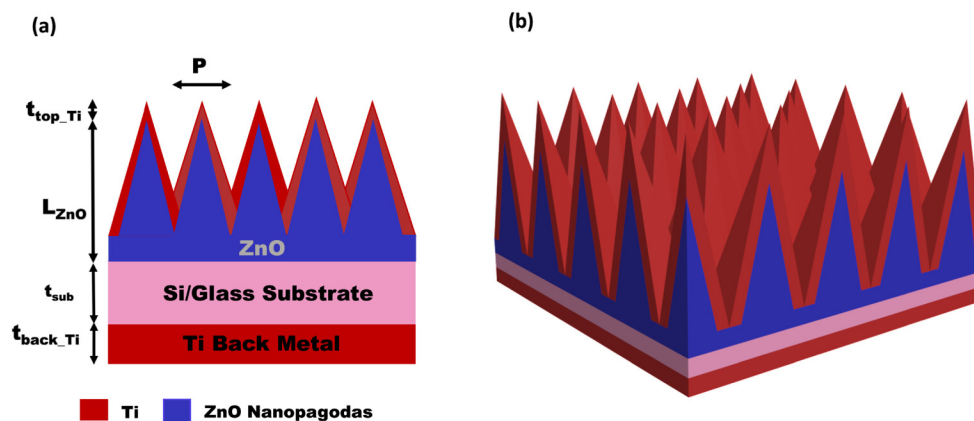 (a)
(b)
P
t_top_Ti
L_ZnO
ZnO
t_sub
Si/Glass Substrate
t_back_Ti
Ti Back Metal
Ti
ZnO Nanopagodas